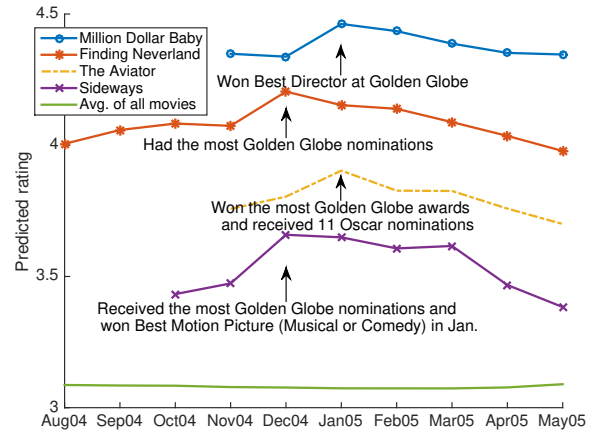 4.5
4
3.5
3
Predicted rating
Million Dollar Baby
Finding Neverland
The Aviator
Sideways
Avg. of all movies
Won Best Director at Golden Globe
Had the most Golden Globe nominations
Won the most Golden Globe awards
and received 11 Oscar nominations
Received the most Golden Globe nominations and
won Best Motion Picture (Musical or Comedy) in Jan.
Aug04 Sep04 Oct04 Nov04 Dec04 Jan05 Feb05 Mar05 Apr05 May05